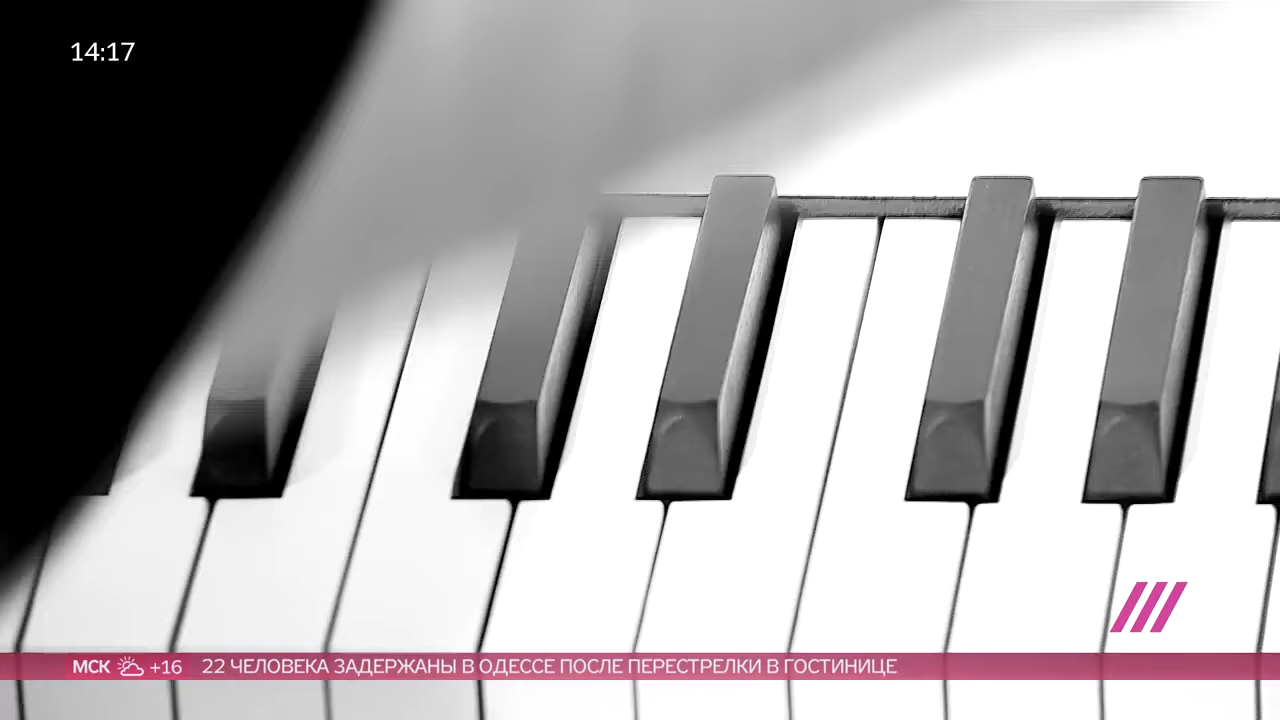 14:17
МСК +16 22 ЧЕЛОВЕКА ЗАДЕРЖАНЫ В ОДЕССЕ ПОСЛЕ ПЕРЕСТРЕЛКИ В ГОСТИНИЦЕ